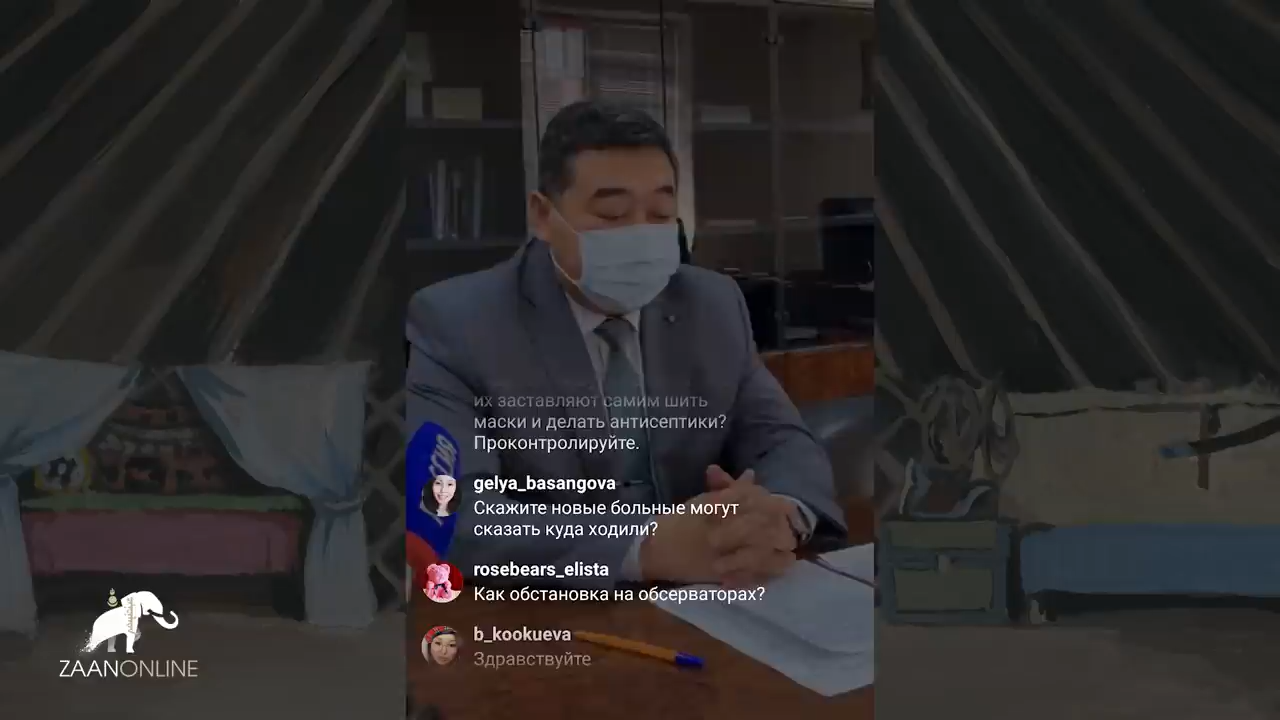 их заставляют самим шить
маски и делать антисептики?
Проконтролируйте.
gelya_basangova
Скажите новые больные могут
сказать куда ходили?
rosebears_elista
Как обстановка на обсерваторах?
b_kookueva
Здравствуйте
ZAANONLINE